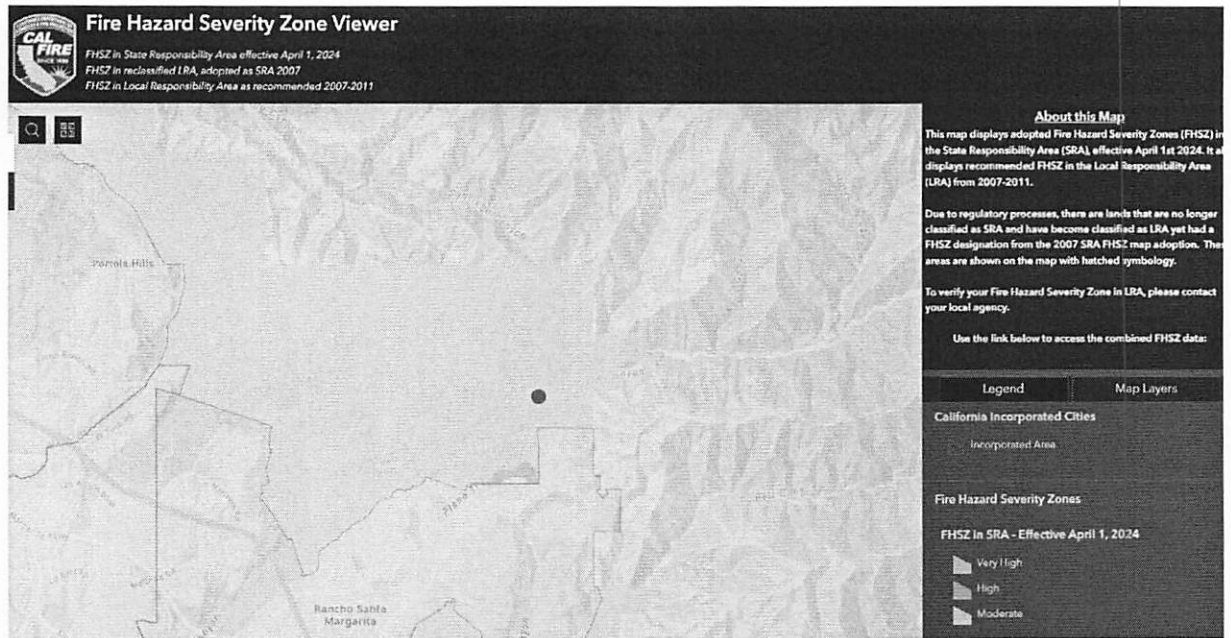 CAL
FIRE
SINCE 1885
Fire Hazard Severity Zone Viewer
FHSZ in State Responsibility Area effective April 1, 2024
FHSZ in reclassified LRA, adopted as SRA 2007
FHSZ in Local Responsibility Area as recommended 2007-2011
Portola Hills
Plano
Rancho Santa
Margarita
About this Map
This map displays adopted Fire Hazard Severity Zones (FHSZ) in
the State Responsibility Area (SRA), effective April 1st 2024. It al
displays recommended FHSZ in the Local Responsibility Area
(LRA) from 2007-2011.
Due to regulatory processes, there are lands that are no longer
classified as SRA and have become classified as LRA yet had a
FHSZ designation from the 2007 SRA FHSZ map adoption. Thes
areas are shown on the map with hatched symbology.
To verify your Fire Hazard Severity Zone in LRA, please contact
your local agency.
Use the link below to access the combined FHSZ data:
Legend
Map Layers
California Incorporated Cities
Incorporated Area
Fire Hazard Severity Zones
FHSZ in SRA - Effective April 1, 2024
Very High
High
Moderate